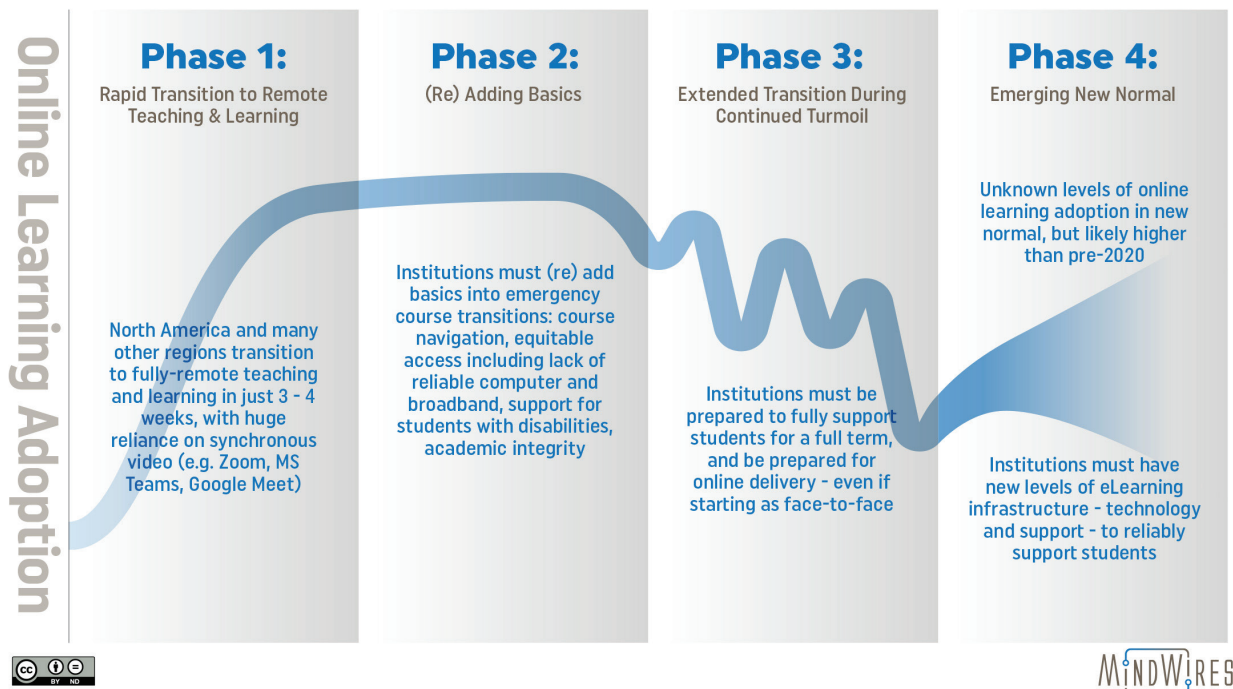 Online Learning Adoption
Phase 1:
Rapid Transition to Remote
Teaching & Learning
North America and many
other regions transition
to fully-remote teaching
and learning in just 3 - 4
weeks, with huge
reliance on synchronous
video (e.g. Zoom, MS
Teams, Google Meet)
Phase 2:
(Re) Adding Basics
Institutions must (re) add
basics into emergency
course transitions: course
navigation, equitable
access including lack of
reliable computer and
broadband, support for
students with disabilities,
academic integrity
Phase 3:
Extended Transition During
Continued Turmoil
Institutions must be
prepared to fully support
students for a full term,
and be prepared for
online delivery - even if
starting as face-to-face
Phase 4:
Emerging New Normal
Unknown levels of online
learning adoption in new
normal, but likely higher
than pre-2020
Institutions must have
new levels of eLearning
infrastructure - technology
and support - to reliably
support students
cc
BY ND
MINDWIRES